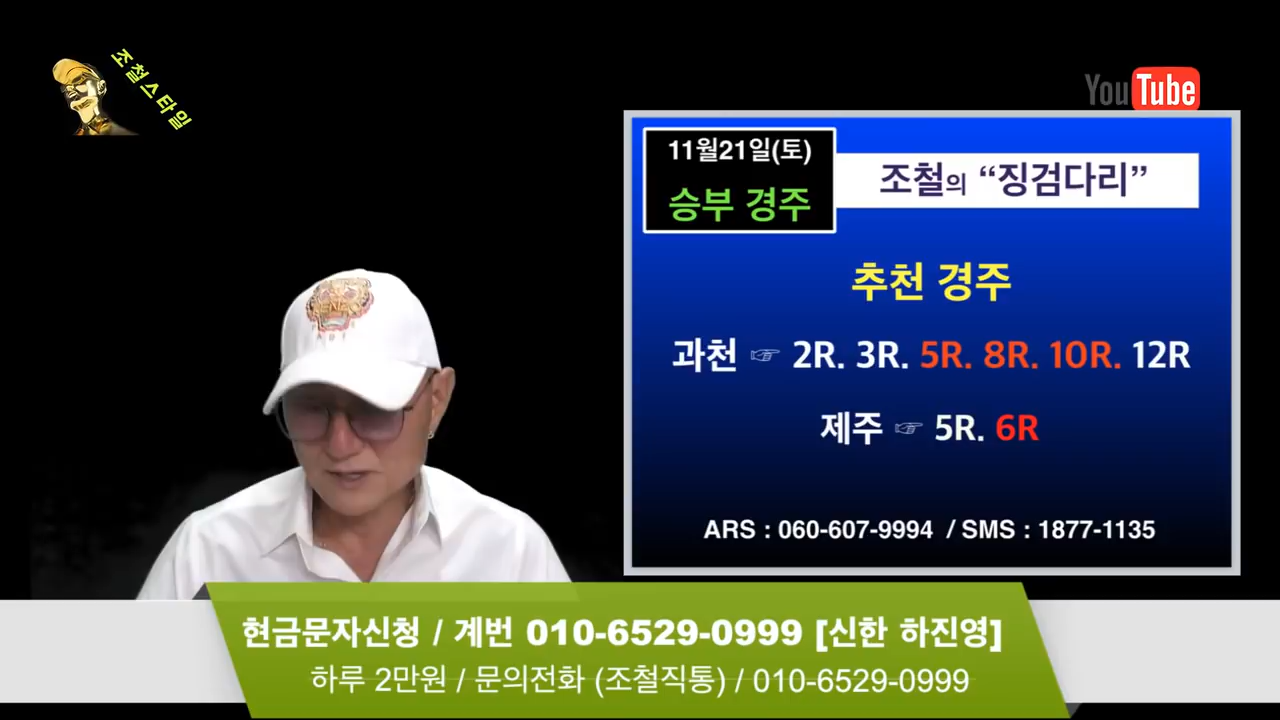 조철스타일
YouTube
11월21일(토)
승부 경주
조철의 “징검다리”
추천 경주
과천 ☞ 2R. 3R. 5R. 8R. 10R. 12R
제주 ☞ 5R. 6R
ARS : 060-607-9994 / SMS : 1877-1135
현금문자신청 / 계번 010-6529-0999 [신한 하진영]
하루 2만원 / 문의전화 (조철직통) / 010-6529-0999